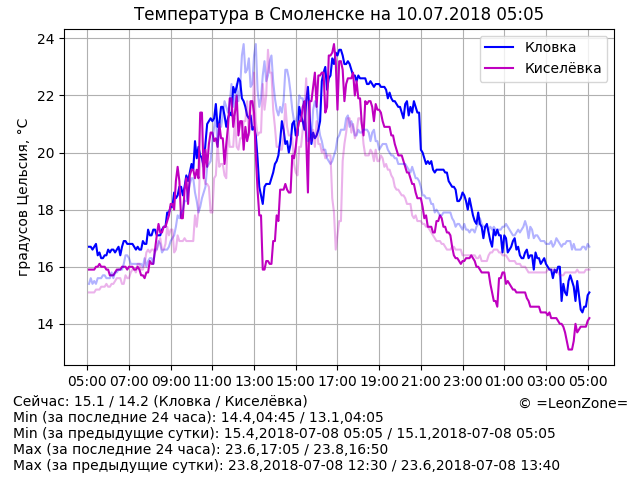 Температура в Смоленске на 10.07.2018 05:05
градусов Цельсия, °C
24
22
20
18
16
14
Кловка
Киселёвка
05:00 07:00 09:00 11:00 13:00 15:00 17:00 19:00 21:00 23:00 01:00 03:00 05:00
Сейчас: 15.1 / 14.2 (Кловка / Киселёвка)
© =LeonZone=
Min (за последние 24 часа): 14.4,04:45 / 13.1,04:05
Min (за предыдущие сутки): 15.4,2018-07-08 05:05 / 15.1,2018-07-08 05:05
Max (за последние 24 часа): 23.6,17:05 / 23.8,16:50
Max (за предыдущие сутки): 23.8,2018-07-08 12:30 / 23.6,2018-07-08 13:40